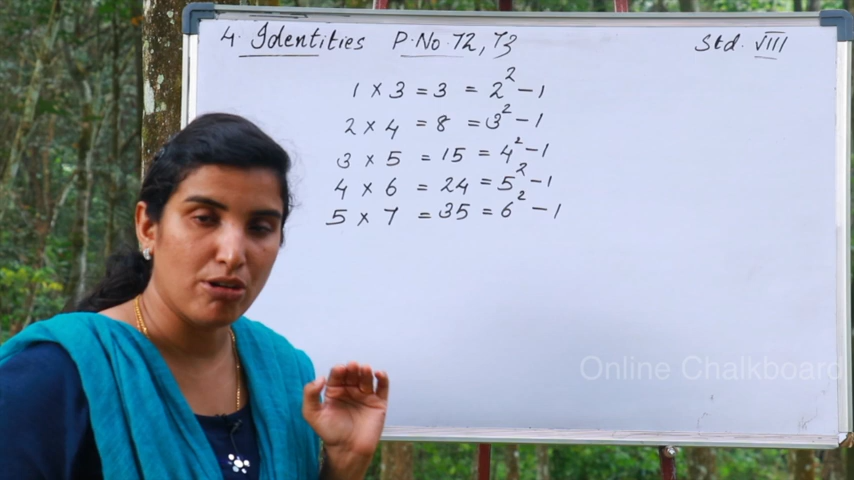 4. Identities P.No.72,73 Std. VIII
1 × 3 = 3 = 2² - 1
2 × 4 = 8 = 3² - 1
3 × 5 = 15 = 4² - 1
4 × 6 = 24 = 5² - 1
5 × 7 = 35 = 6² - 1
Online Chalkboard